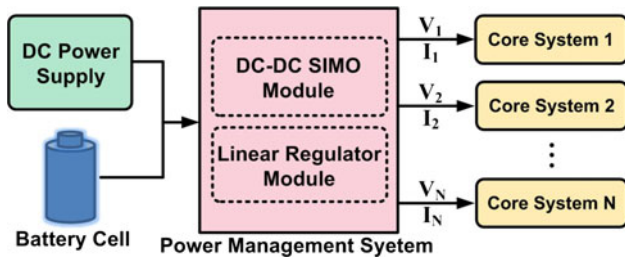 DC Power
Supply
Battery Cell
DC-DC SIMO
Module
Linear Regulator
Module
Power Management Syetem
V1
I1
V2
I2
VN
IN
Core System 1
Core System 2
Core System N